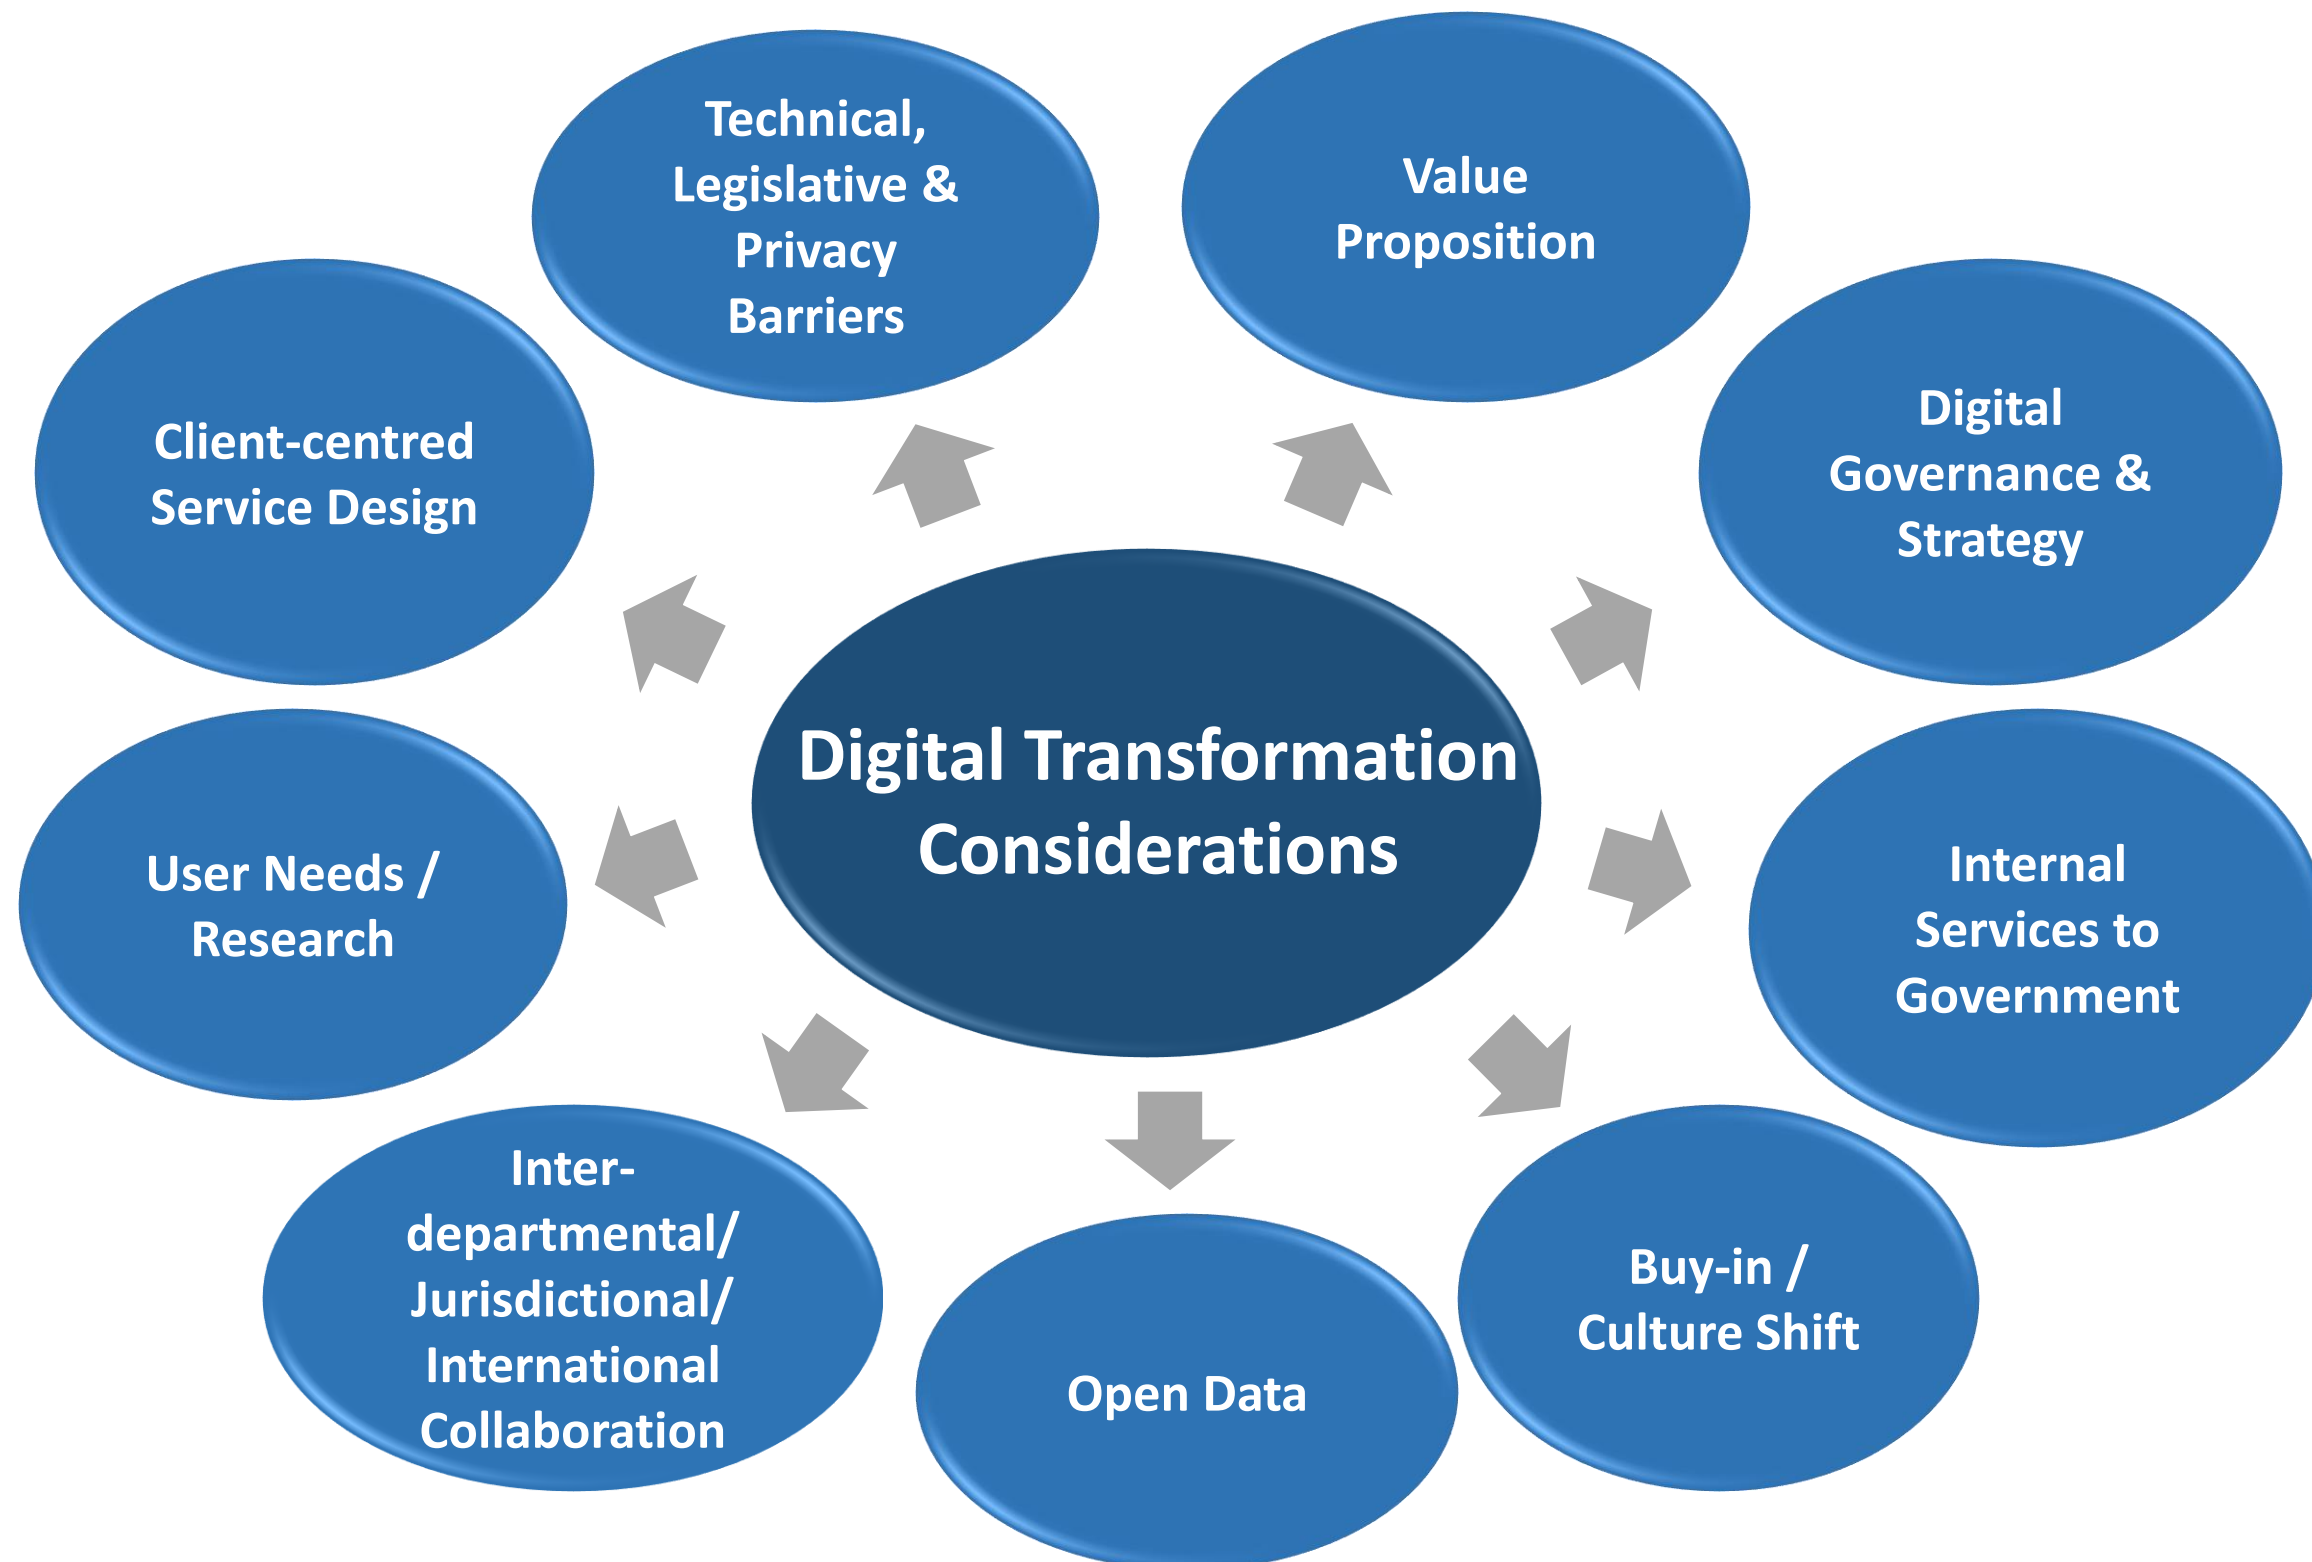 Technical,
Legislative &
Privacy
Barriers
Value
Proposition
Client-centred
Service Design
Digital
Governance &
Strategy
Digital Transformation
Considerations
User Needs /
Research
Internal
Services to
Government
Inter-
departmental/
Jurisdictional/
International
Collaboration
Open Data
Buy-in /
Culture Shift